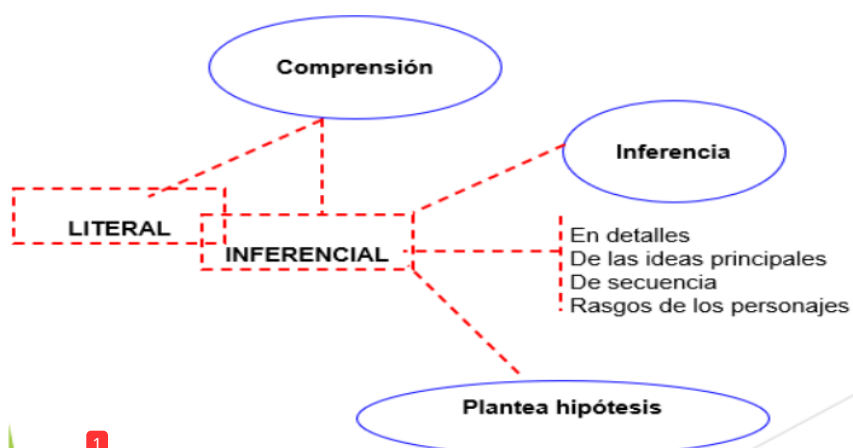 Comprensión
Inferencia
LITERAL
INFERENCIAL
En detalles
De las ideas principales
De secuencia
Rasgos de los personajes
Plantea hipótesis
1